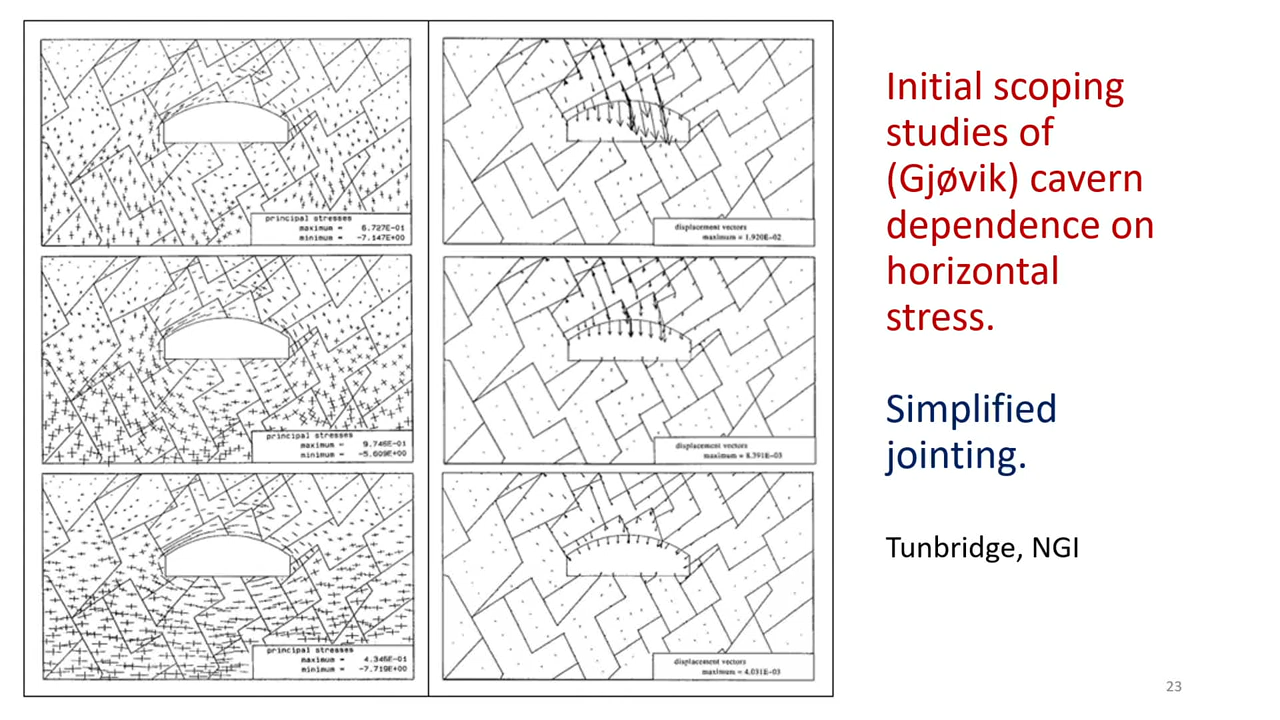 principal stresses
maximum = 6.727E-01
minimum = -7.147E+00
displacement vectors
maximum = 1.920E-02
principal stresses
maximum = 9.746E-01
minimum = -5.609E+00
displacement vectors
maximum = 8.391E-03
principal stresses
maximum = 4.346E-01
minimum = -7.719E+00
displacement vectors
maximum = 4.031E-03
Initial scoping
studies of
(Gjøvik) cavern
dependence on
horizontal
stress.
Simplified
jointing.
Tunbridge, NGI
23